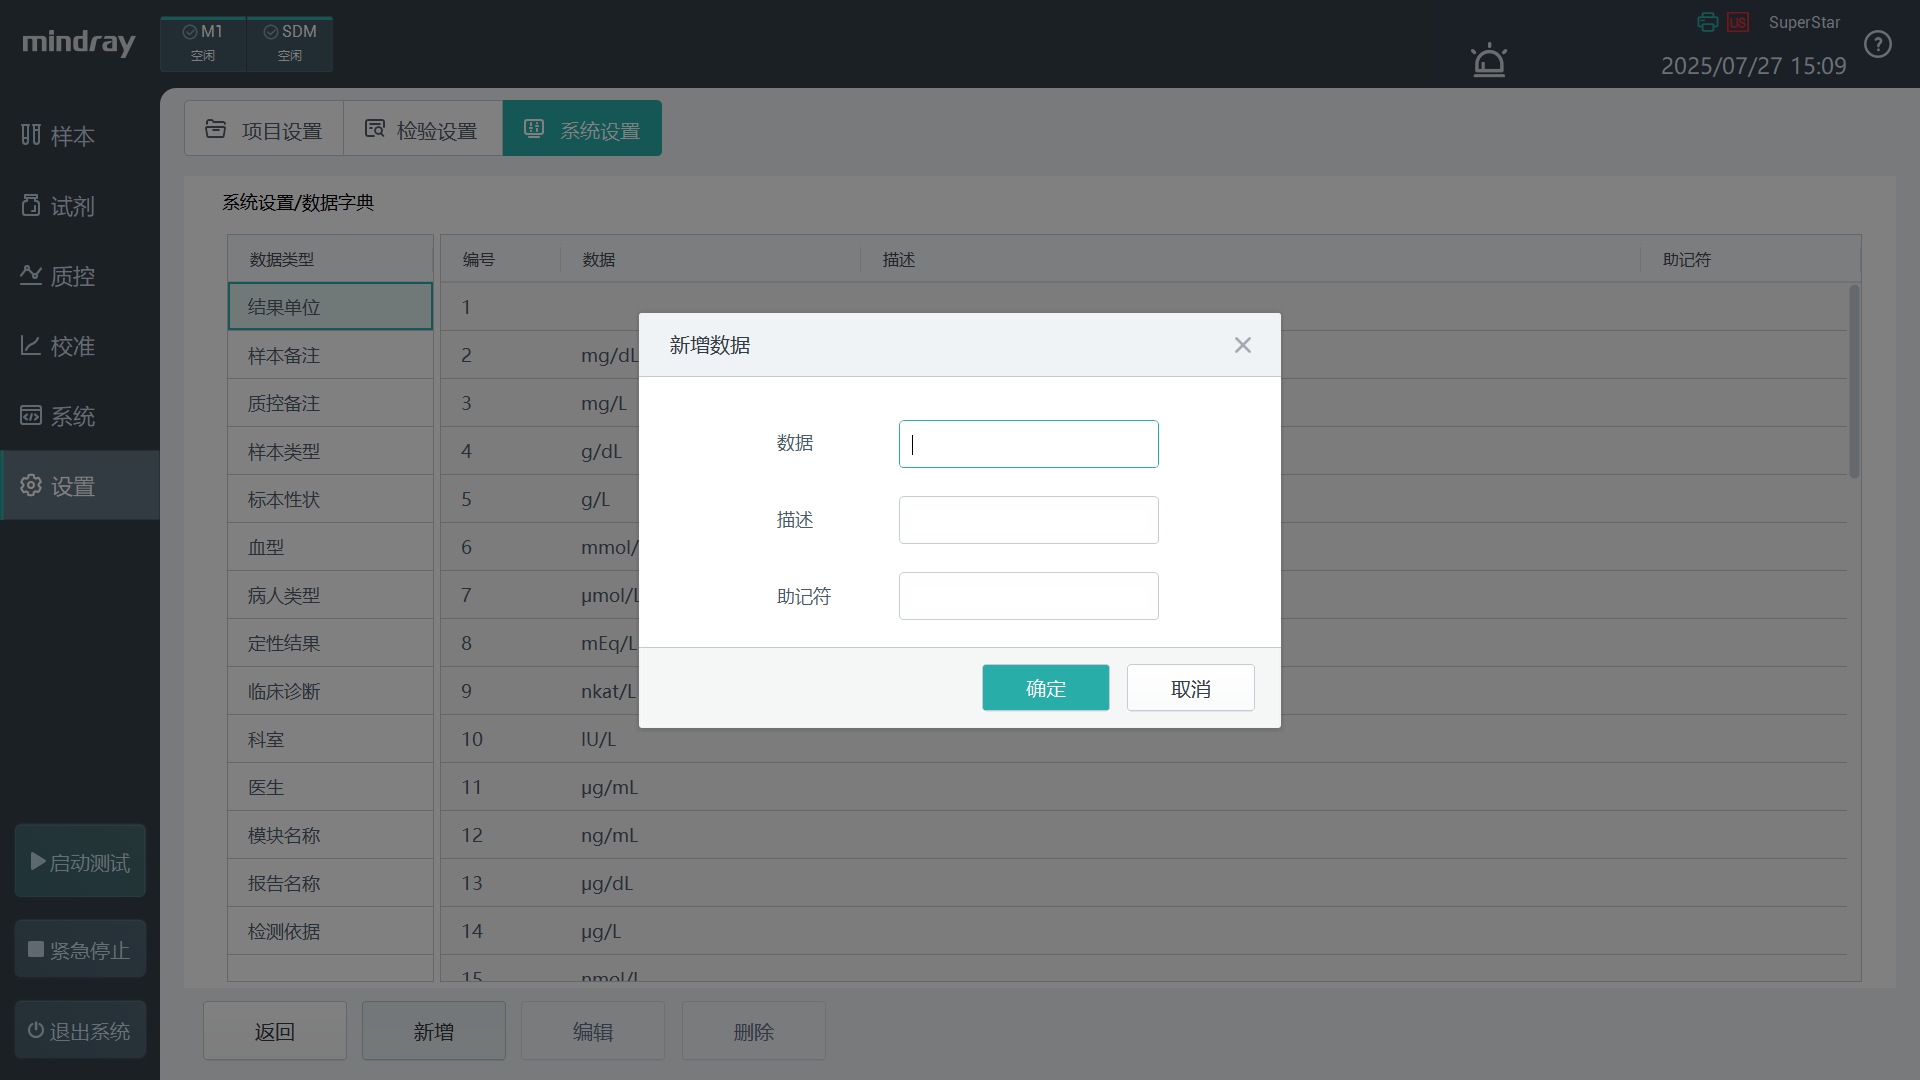 mindray
M1
空闲
SDM
空闲
LIS
SuperStar
2025/07/27 15:09
样本
试剂
质控
校准
系统
设置
启动测试
紧急停止
退出系统
项目设置
检验设置
系统设置
系统设置/数据字典
数据类型
结果单位
样本备注
质控备注
样本类型
标本性状
血型
病人类型
定性结果
临床诊断
科室
医生
模块名称
报告名称
检测依据
编号 数据 描述 助记符
1
2 mg/dL
3 mg/L
4 g/dL
5 g/L
6 mmol/
7 μmol/L
8 mEq/L
9 nkat/L
10 IU/L
11 μg/mL
12 ng/mL
13 μg/dL
14 μg/L
15 nmol/L
新增数据
数据
描述
助记符
确定
取消
返回
新增
编辑
删除